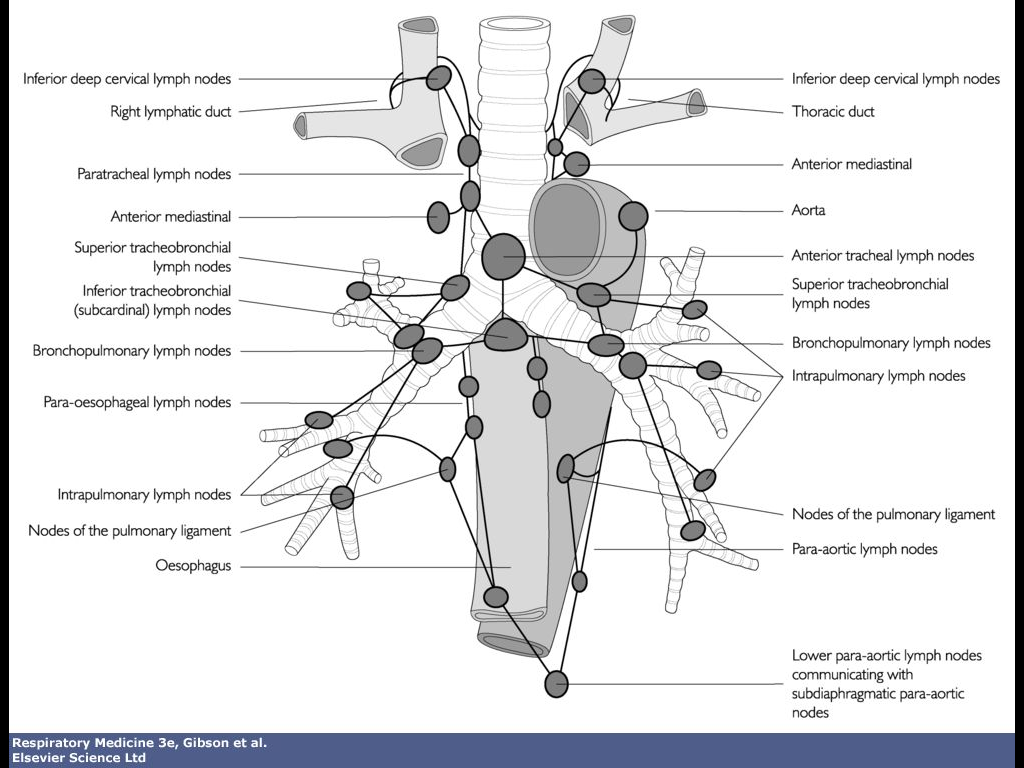 Inferior deep cervical lymph nodes
Right lymphatic duct
Paratracheal lymph nodes
Anterior mediastinal
Superior tracheobronchial
lymph nodes
Inferior tracheobronchial
(subcardinal) lymph nodes
Bronchopulmonary lymph nodes
Para-oesophageal lymph nodes
Intrapulmonary lymph nodes
Nodes of the pulmonary ligament
Oesophagus
Inferior deep cervical lymph nodes
Thoracic duct
Anterior mediastinal
Aorta
Anterior tracheal lymph nodes
Superior tracheobronchial
lymph nodes
Bronchopulmonary lymph nodes
Intrapulmonary lymph nodes
Nodes of the pulmonary ligament
Para-aortic lymph nodes
Lower para-aortic lymph nodes
communicating with
subdiaphragmatic para-aortic
nodes
Respiratory Medicine 3e, Gibson et al.
Elsevier Science Ltd